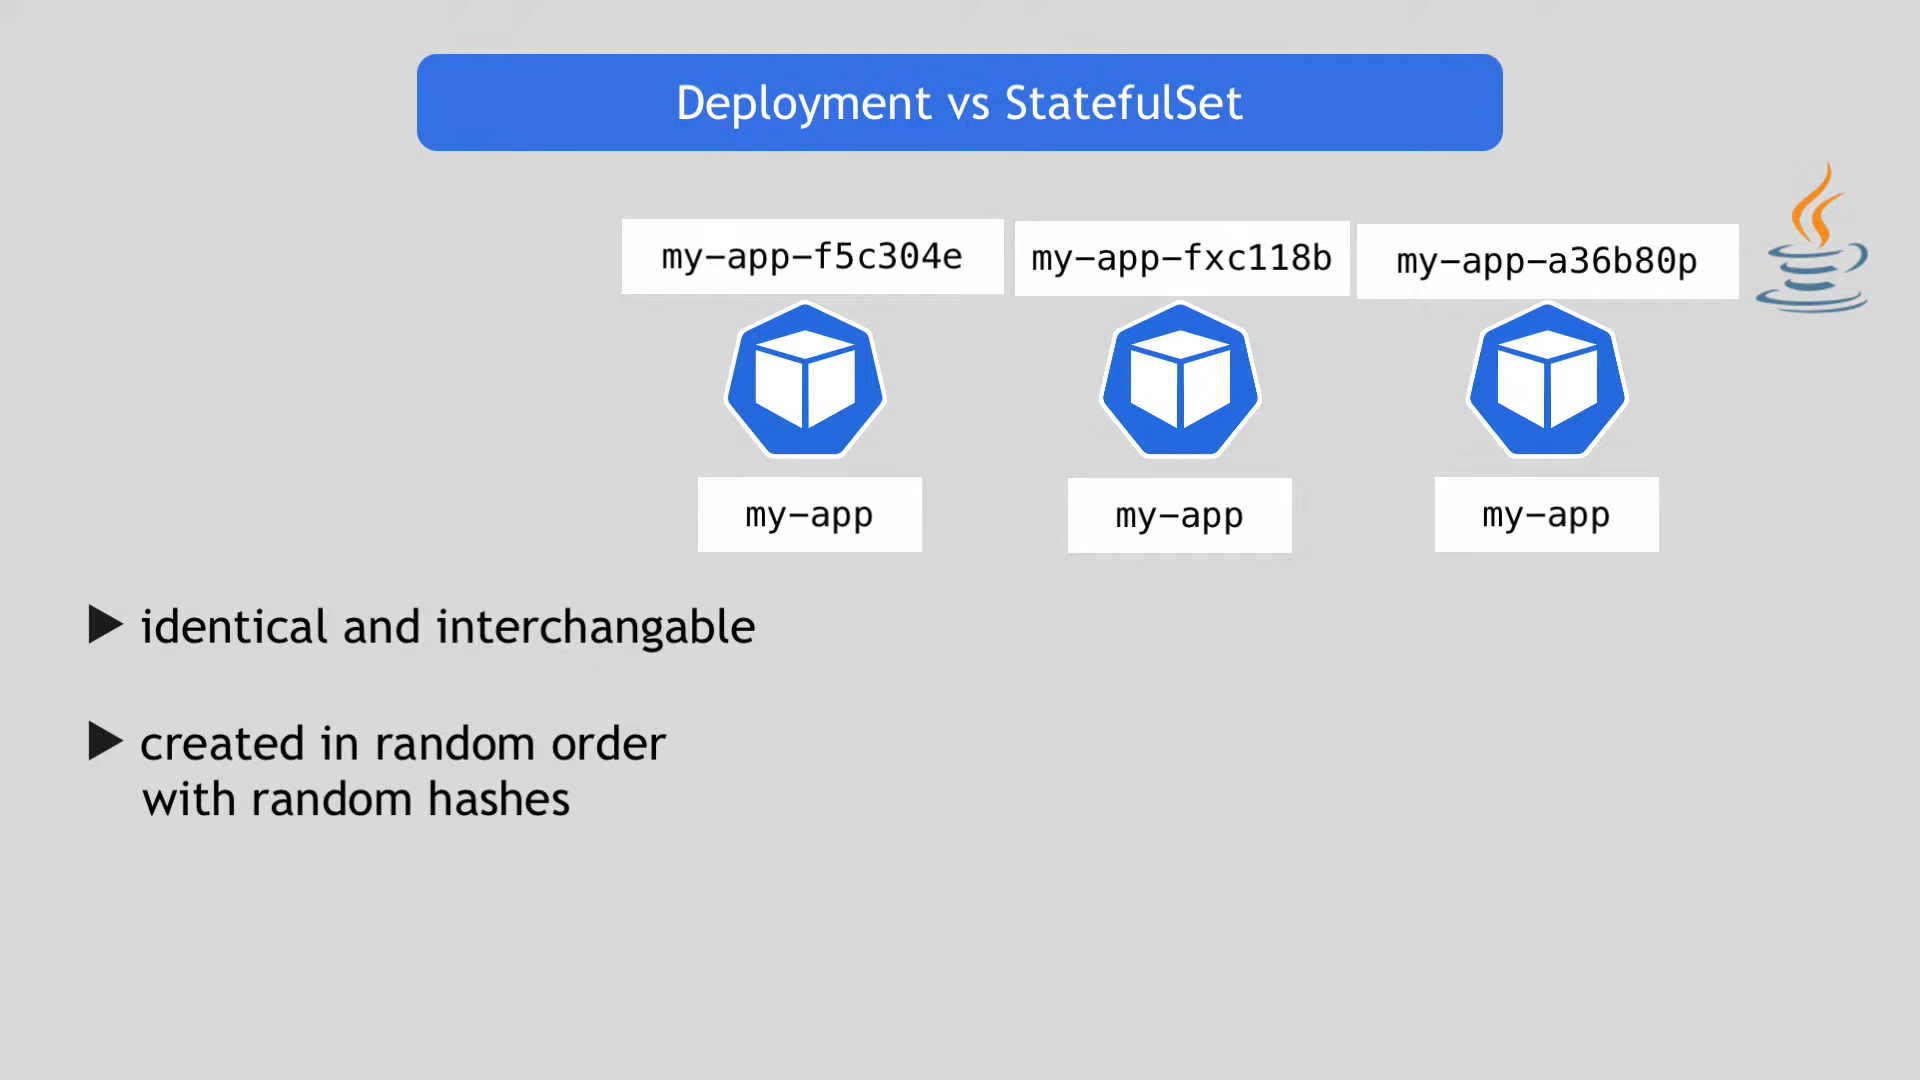 Deployment vs StatefulSet
my-app-f5c304e
my-app-fxc118b
my-app-a36b80p
my-app
my-app
my-app
identical and interchangable
created in random order
with random hashes